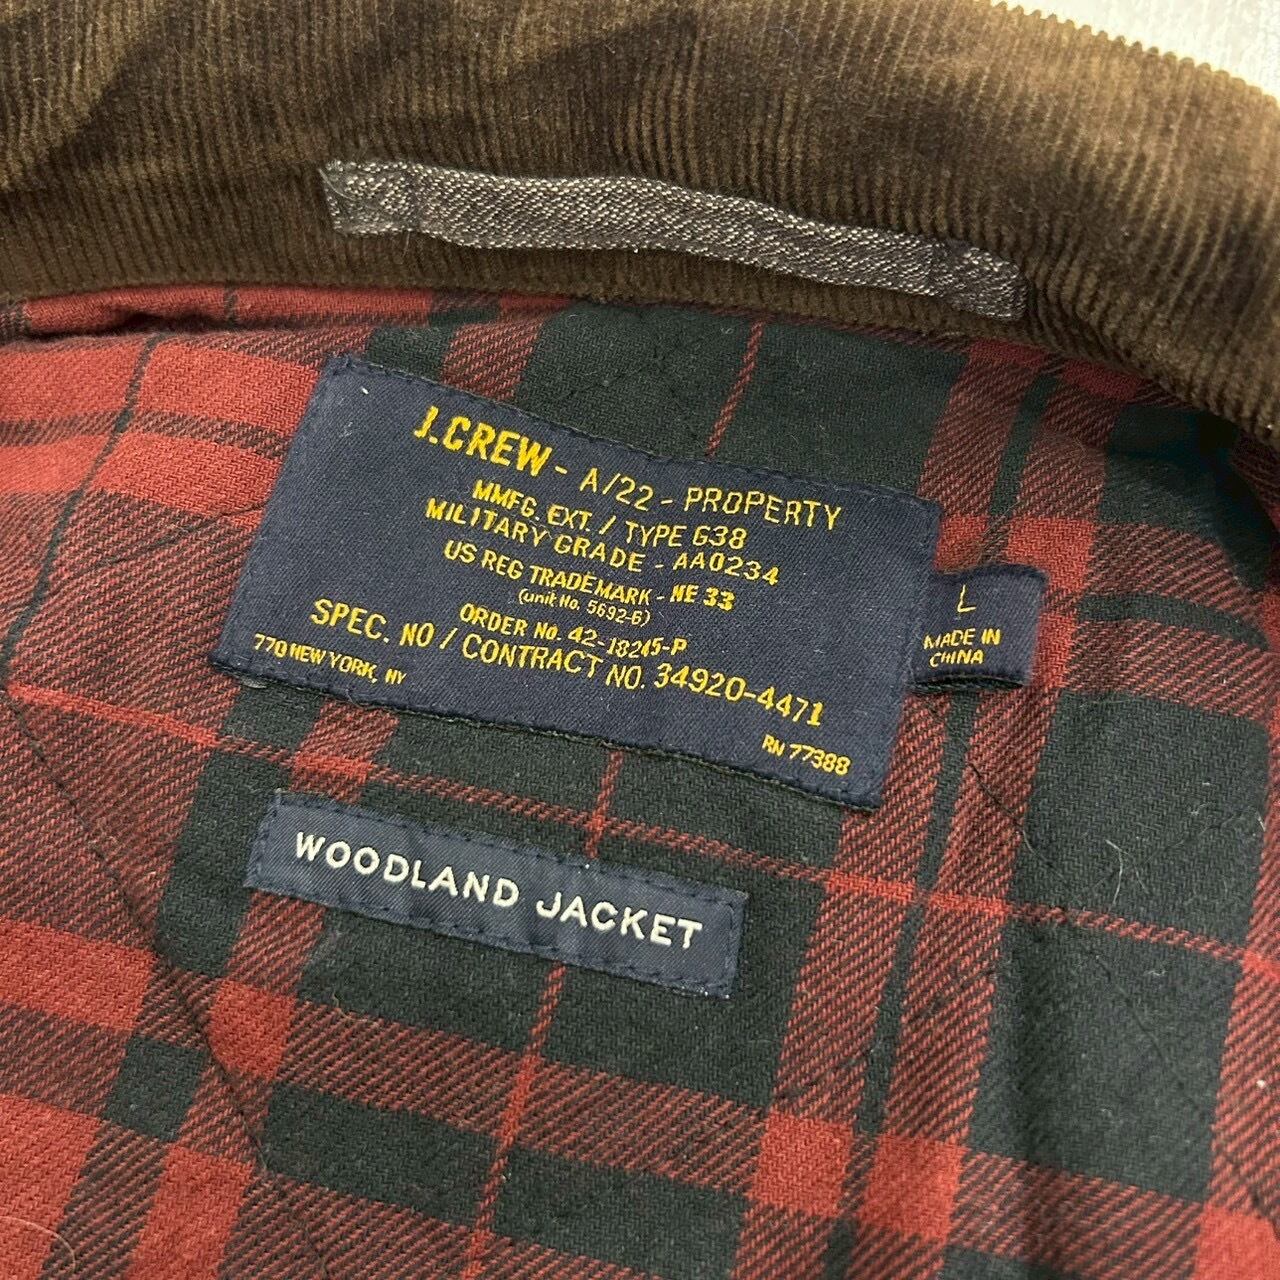 J.CREW - A/22 - PROPERTY
MMFG. EXT. / TYPE G38
MILITARY GRADE - AA0234
US REG TRADEMARK - NE 33
(unit No. 5692-G)
ORDER No. 42-18245-P
SPEC. NO / CONTRACT NO. 34920-4471
770 NEW YORK, NY
RN 77388
L
MADE IN
CHINA
WOODLAND JACKET